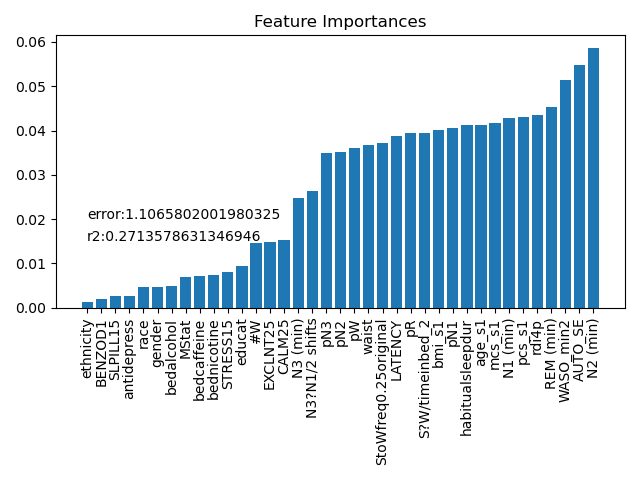 Feature Importances
0.06
0.05
0.04
0.03
0.02
0.01
0.00
error:1.1065802001980325
r2:0.2713578631346946
ethnicity
BENZOD1
SLPILL15
antidepress
race
gender
bedalcohol
MStat
bedcaffeine
bednicotine
STRESS15
educat
#W
EXCLNT25
CALM25
N3 (min)
N3?N1/2 shifts
pN3
pN2
pW
waist
StoWfreq0.25original
LATENCY
pR
S?W/timeinbed_2
bmi_s1
pN1
habitualsleepdur
age_s1
mcs_s1
N1 (min)
pcs_s1
rdi4p
REM (min)
WASO_min2
AUTO_SE
N2 (min)